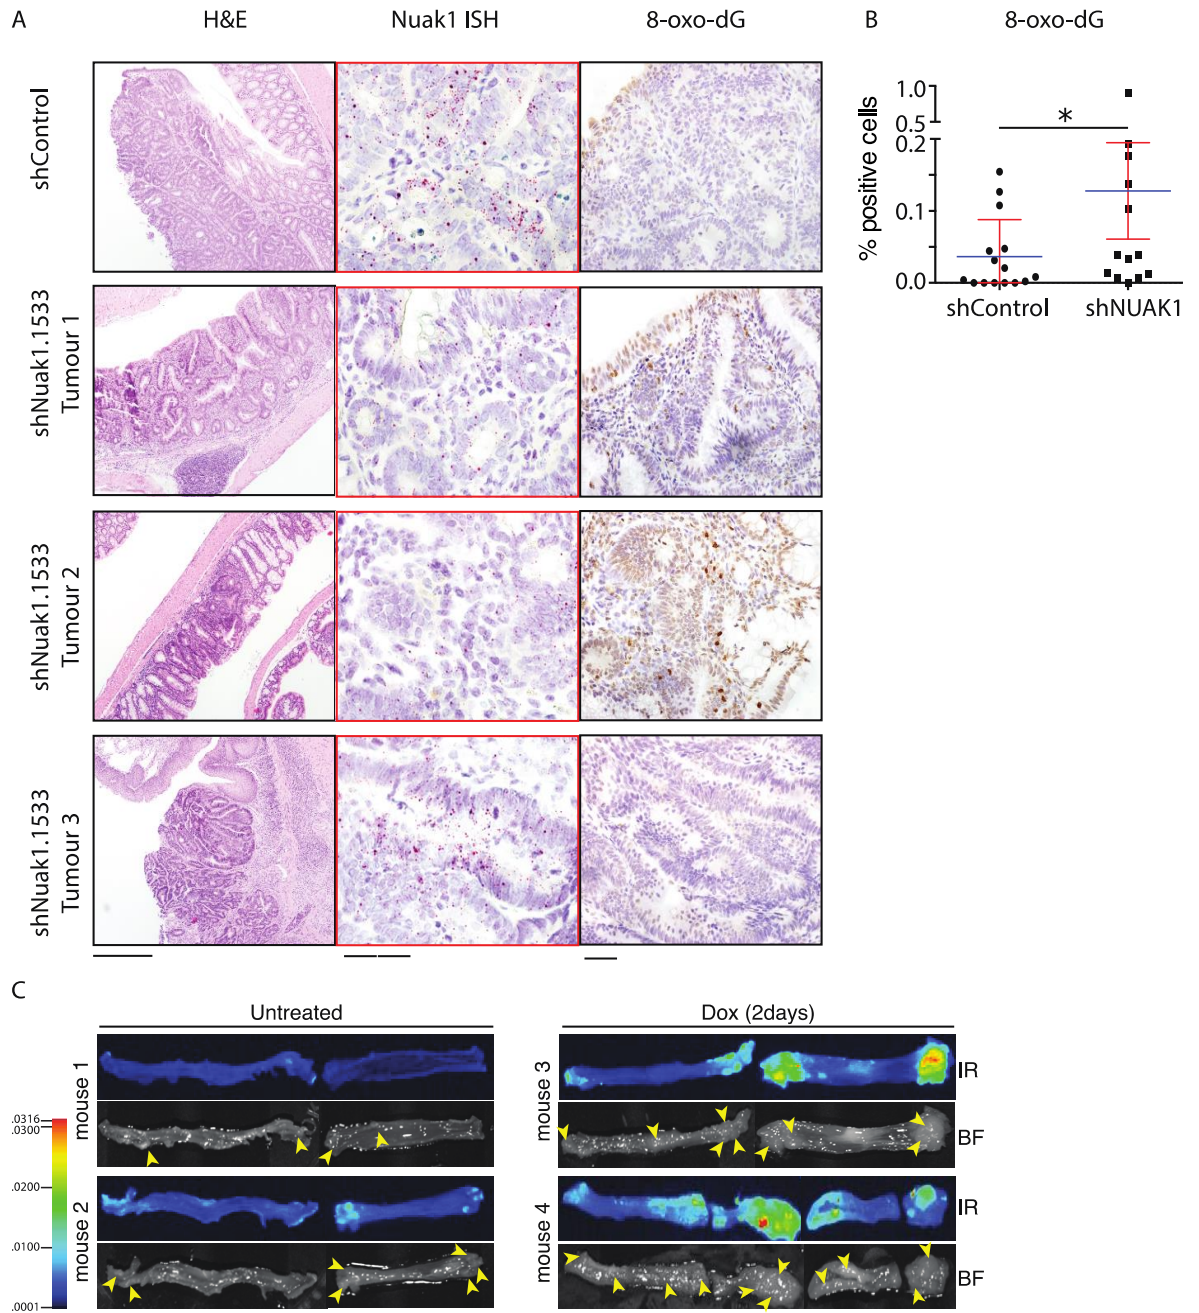 A
H&E
Nuak1 ISH
8-oxo-dG
shControl
shNuak1.1533
Tumour 1
shNuak1.1533
Tumour 2
shNuak1.1533
Tumour 3
B
8-oxo-dG
% positive cells
1.0
0.5
0.2
0.1
0.0
*
shControl
shNUAK1
C
Untreated
Dox (2days)
mouse 1
mouse 2
mouse 3
mouse 4
IR
BF
IR
BF
.0316
.0300
.0200
.0100
.0001